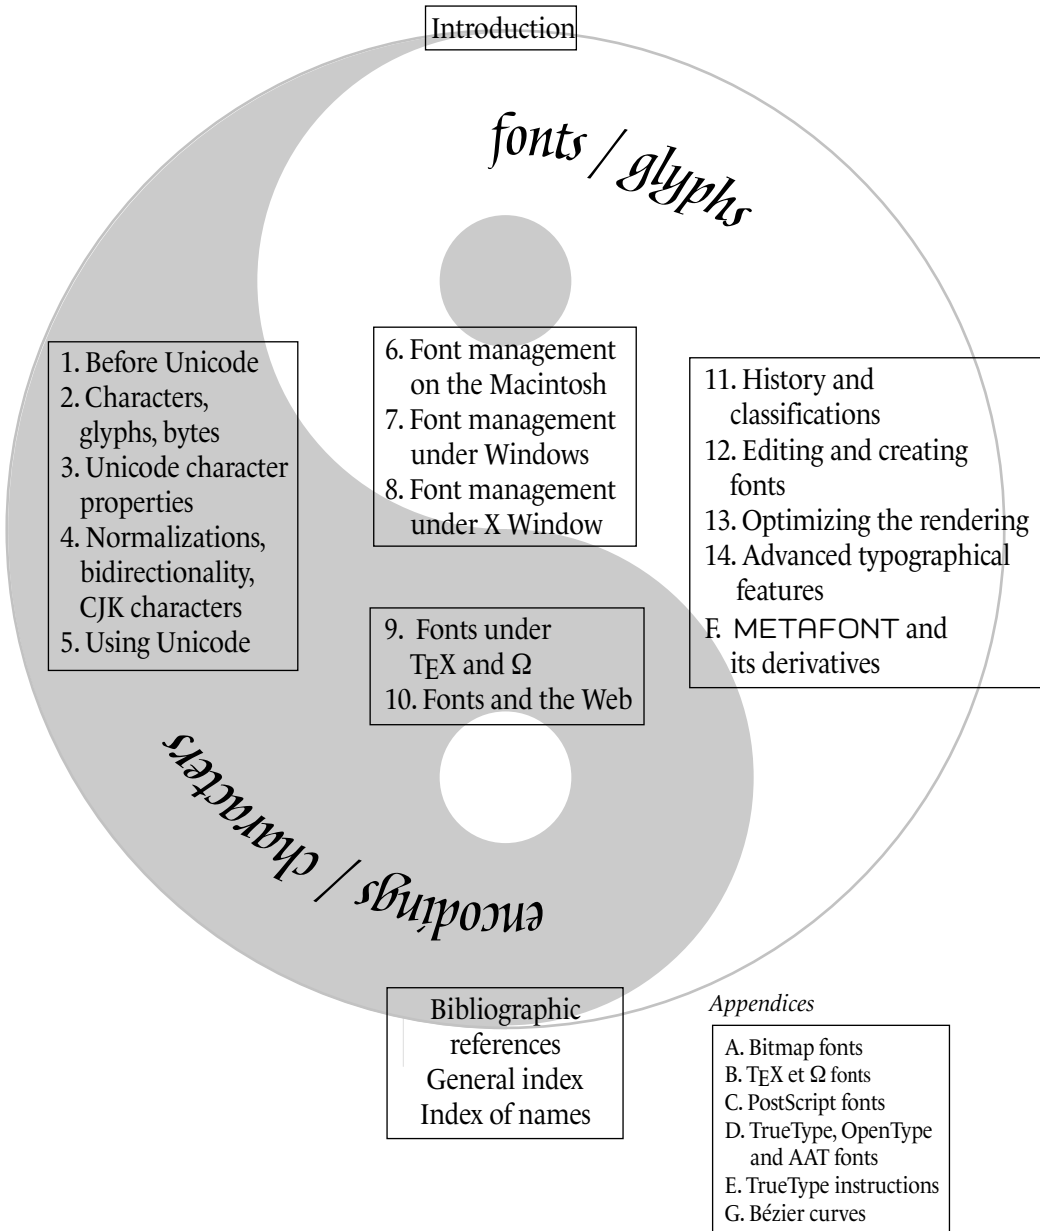 Introduction
fonts / glyphs
1. Before Unicode
2. Characters,
glyphs, bytes
3. Unicode character
properties
4. Normalizations,
bidirectionality,
CJK characters
5. Using Unicode
6. Font management
on the Macintosh
7. Font management
under Windows
8. Font management
under X Window
9. Fonts under
TEX and Ω
10. Fonts and the Web
11. History and
classifications
12. Editing and creating
fonts
13. Optimizing the rendering
14. Advanced typographical
features
F. METAFONT and
its derivatives
encodings / characters
Bibliographic
references
General index
Index of names
Appendices
A. Bitmap fonts
B. TEX et Ω fonts
C. PostScript fonts
D. TrueType, OpenType
and AAT fonts
E. TrueType instructions
G. Bézier curves